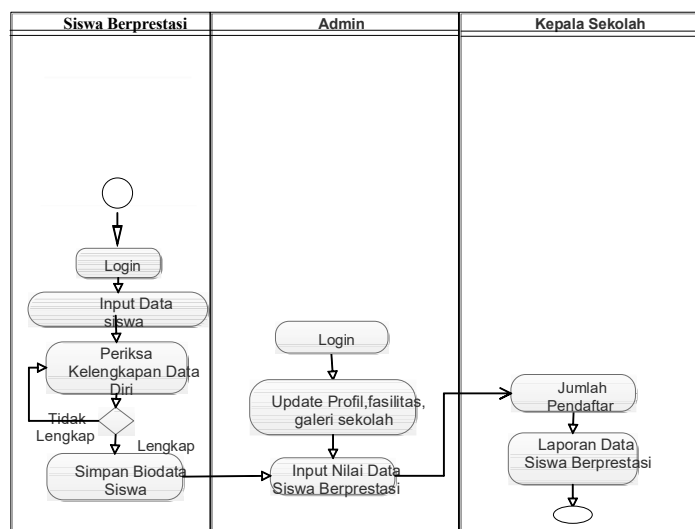 Siswa Berprestasi
Admin
Kepala Sekolah
Login
Input Data
siswa
Periksa
Kelengkapan Data
Diri
Tidak
Lengkap
Lengkap
Simpan Biodata
Siswa
Login
Update Profil,fasilitas,
galeri sekolah
Input Nilai Data
Siswa Berprestasi
Jumlah
Pendaftar
Laporan Data
Siswa Berprestasi